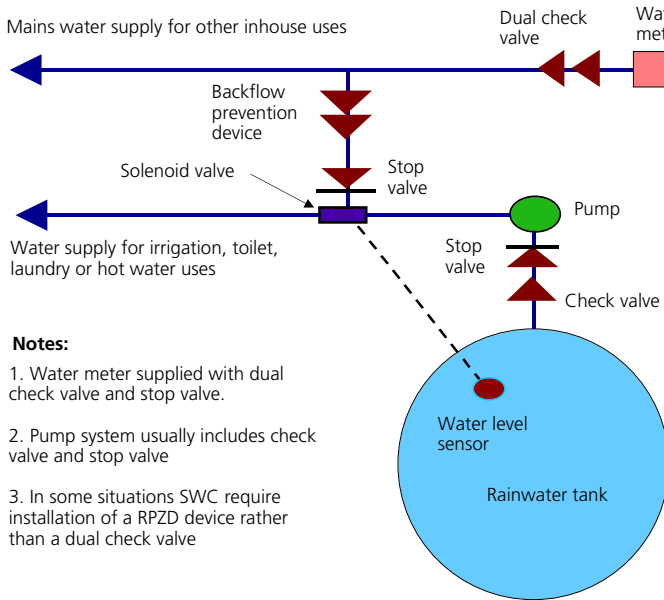 Mains water supply for other inhouse uses
Dual check
valve
Backflow
prevention
device
Solenoid valve
Stop
valve
Pump
Water supply for irrigation, toilet,
laundry or hot water uses
Stop
valve
Check valve
Notes:
1. Water meter supplied with dual
check valve and stop valve.
2. Pump system usually includes check
valve and stop valve
3. In some situations SWC require
installation of a RPZD device rather
than a dual check valve
Water level
sensor
Rainwater tank